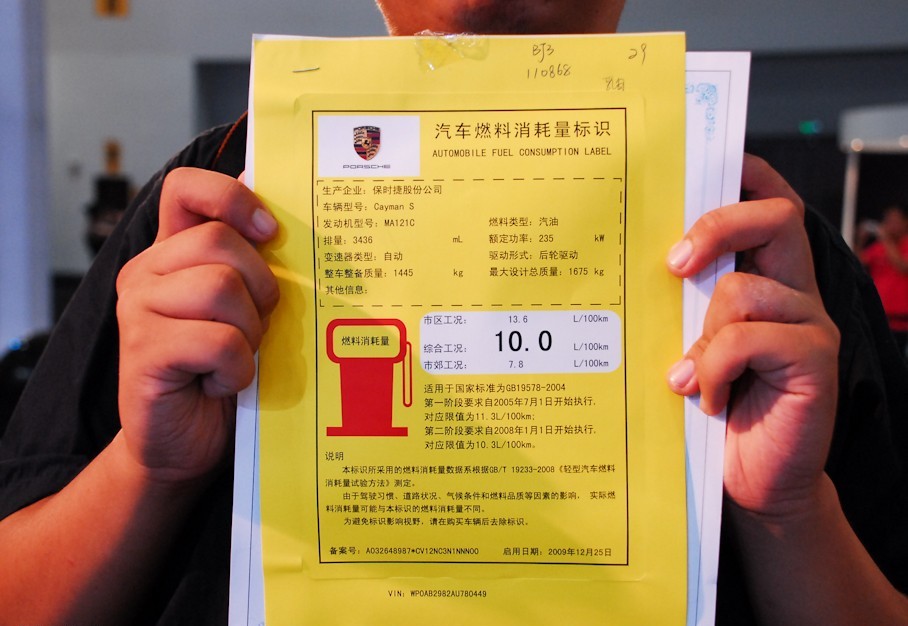 BJ3 29
110868
PORSCHE
汽车燃料消耗量标识
AUTOMOBILE FUEL CONSUMPTION LABEL
生产企业: 保时捷股份公司
车辆型号: Cayman S
发动机型号: MA121C 燃料类型: 汽油
排量: 3436 mL 额定功率: 235 kW
变速器类型: 自动 驱动形式: 后轮驱动
整车整备质量: 1445 kg 最大设计总质量: 1675 kg
其他信息:
燃料消耗量
市区工况: 13.6 L/100km
综合工况: 10.0 L/100km
市郊工况: 7.8 L/100km
适用于国家标准为GB19578-2004
第一阶段要求自2005年7月1日开始执行,
对应限值为11.3L/100km;
第二阶段要求自2008年1月1日开始执行,
对应限值为10.3L/100km。
说明
本标识所采用的燃料消耗量数据系根据GB/T 19233-2008《轻型汽车燃料
消耗量试验方法》测定。
由于驾驶习惯、道路状况、气候条件和燃料品质等因素的影响, 实际燃
料消耗量可能与本标识的燃料消耗量不同。
为避免标识影响视野, 请在购买车辆后去除标识。
备案号: A032648987*CV12NC3N1NNNO0 启用日期: 2009年12月25日
VIN: WP0AB2982AU780449